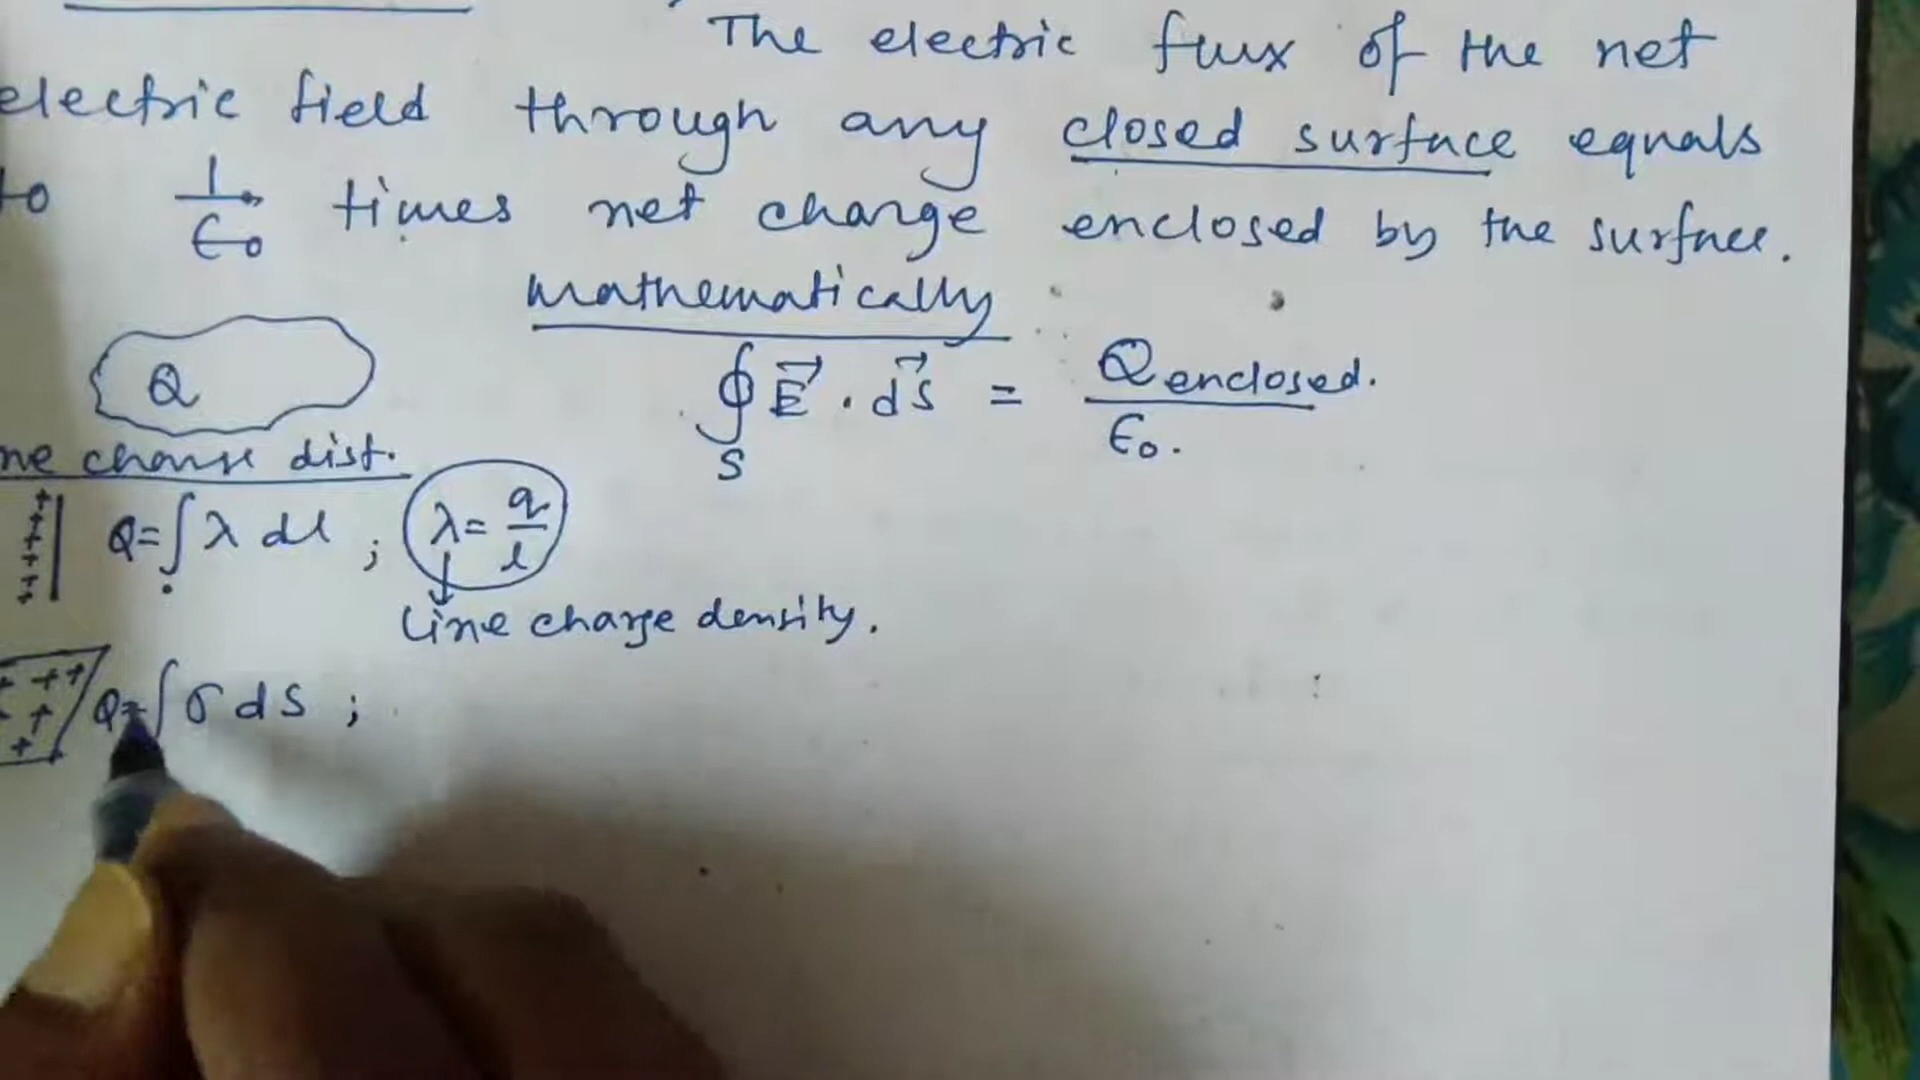 The electric flux of the net
electric field through any closed surface equals
to 1/ϵ₀ times net charge enclosed by the surface.
Mathematically
∮_S E⃗ . dS⃗ = Q enclosed. / ϵ₀.
Q
ne charge dist.
Q = ∫ λ dl ; λ = q/l
Line charge density.
Q = ∫ σ dS ;